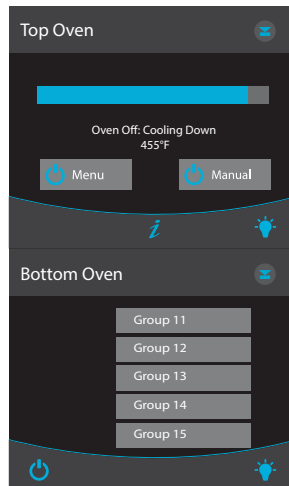 Top Oven
Oven Off: Cooling Down
455°F
Menu
Manual
i
Bottom Oven
Group 11
Group 12
Group 13
Group 14
Group 15